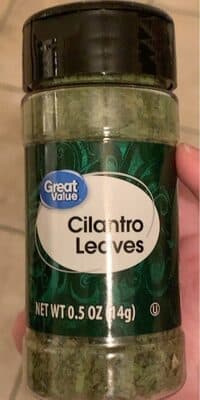 Great
Value
Cilantro
Leaves
NET WT 0.5 OZ (14g) U